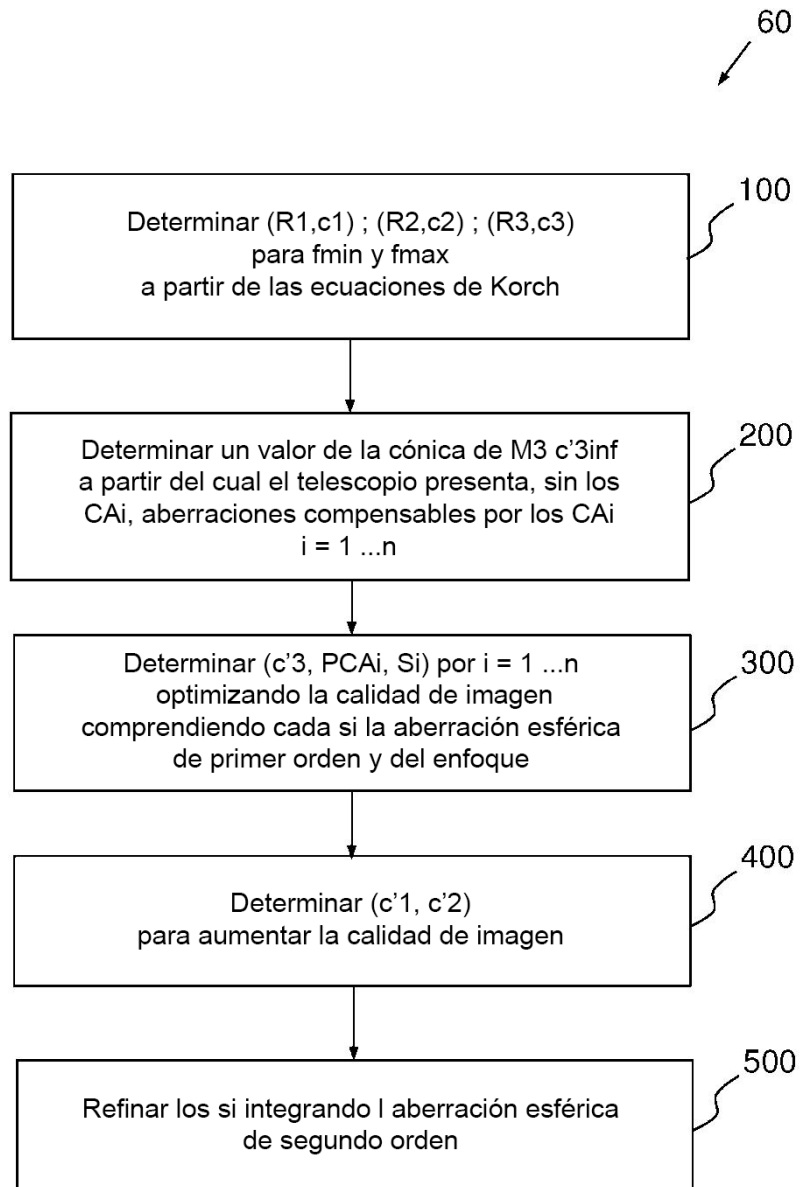 60
100
Determinar (R1,c1) ; (R2,c2) ; (R3,c3)
para fmin y fmax
a partir de las ecuaciones de Korch
200
Determinar un valor de la cónica de M3 c'3inf
a partir del cual el telescopio presenta, sin los
CAi, aberraciones compensables por los CAi
i = 1 ...n
300
Determinar (c'3, PCAi, Si) por i = 1 ...n
optimizando la calidad de imagen
comprendiendo cada si la aberración esférica
de primer orden y del enfoque
400
Determinar (c'1, c'2)
para aumentar la calidad de imagen
500
Refinar los si integrando l aberración esférica
de segundo orden